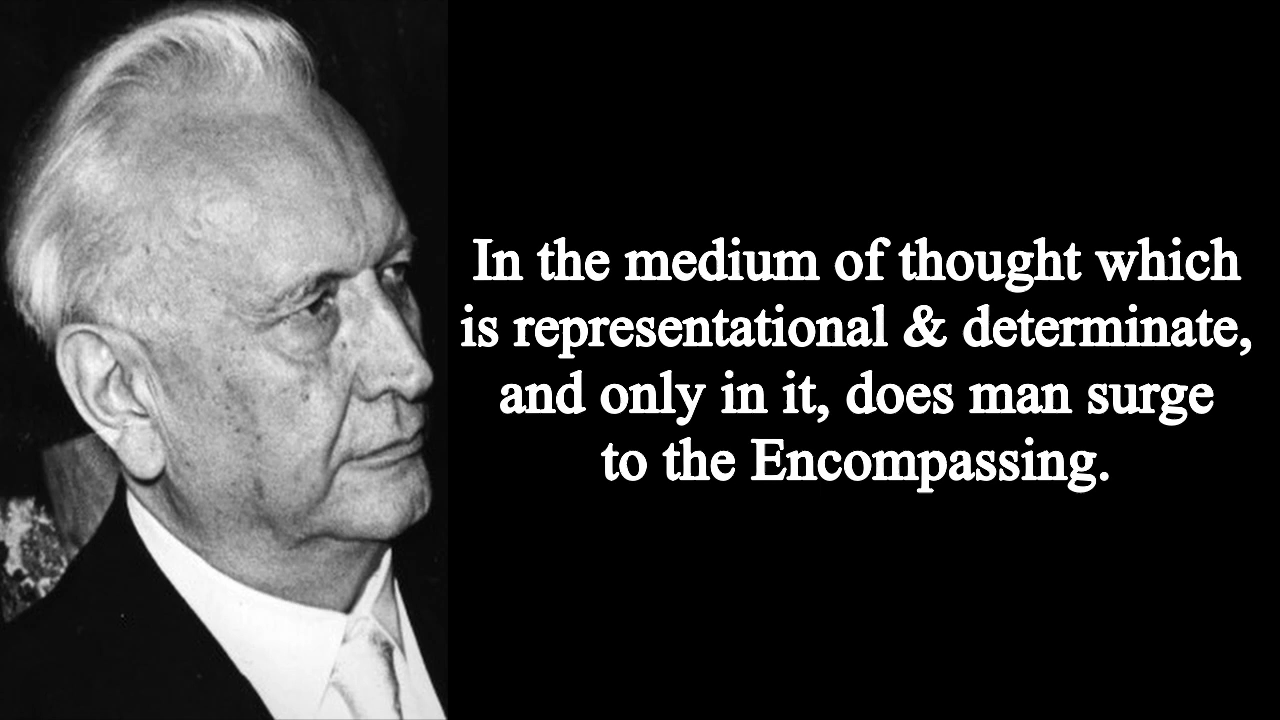 In the medium of thought which
is representational & determinate,
and only in it, does man surge
to the Encompassing.